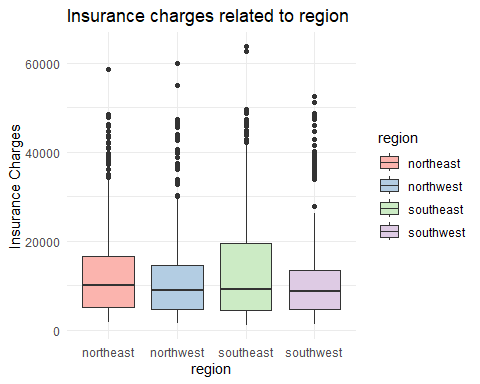 Insurance charges related to region
60000
40000
20000
0
Insurance Charges
northeast northwest southeast southwest
region
region
northeast
northwest
southeast
southwest